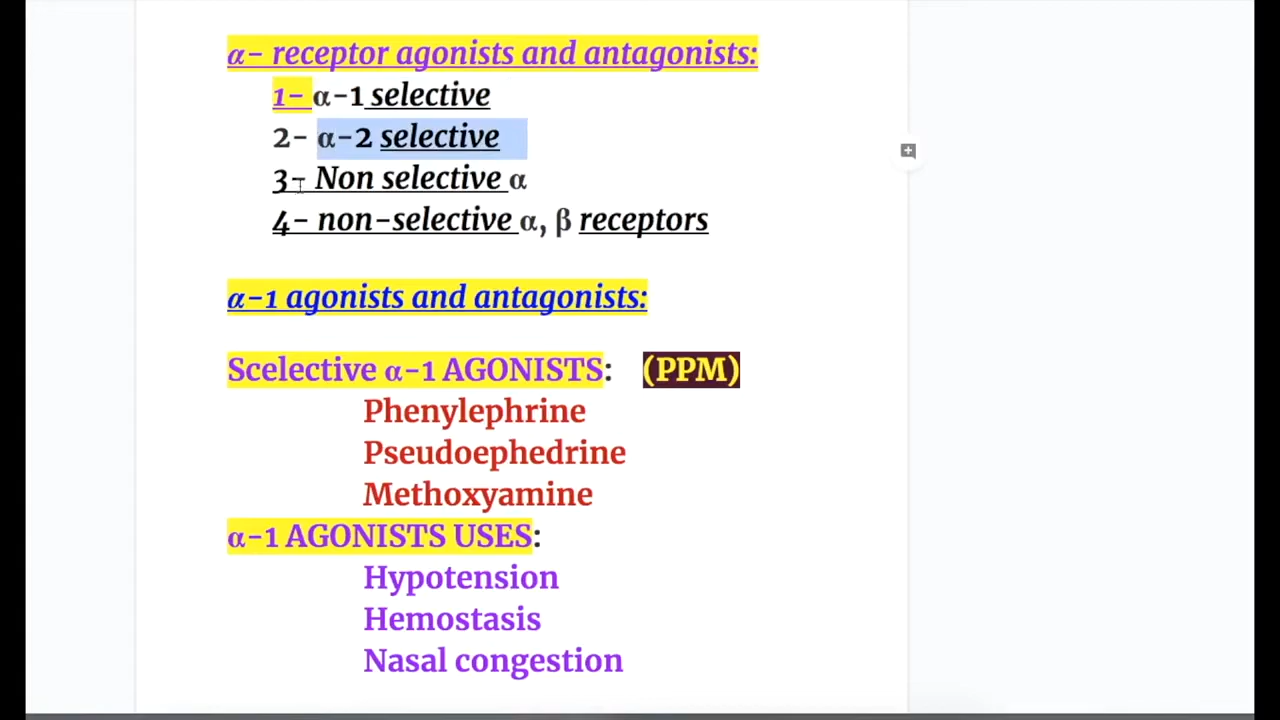 α- receptor agonists and antagonists:
1- α-1 selective
2- α-2 selective
3- Non selective α
4- non-selective α, β receptors
α-1 agonists and antagonists:
Scelective α-1 AGONISTS: (PPM)
Phenylephrine
Pseudoephedrine
Methoxyamine
α-1 AGONISTS USES:
Hypotension
Hemostasis
Nasal congestion